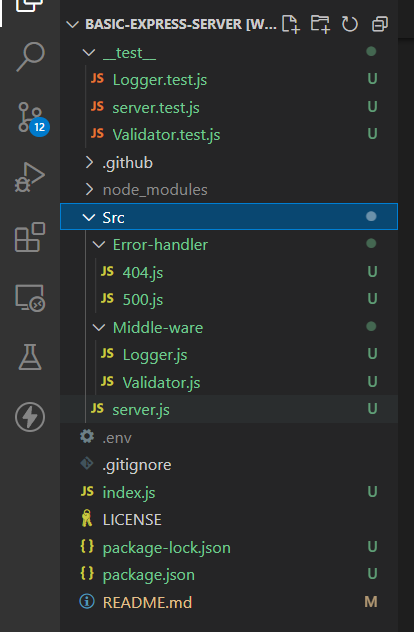 BASIC-EXPRESS-SERVER [W...
__test__
JS Logger.test.js U
JS server.test.js U
JS Validator.test.js U
.github
node_modules
Src
Error-handler
JS 404.js U
JS 500.js U
Middle-ware
JS Logger.js U
JS Validator.js U
JS server.js U
.env
.gitignore
JS index.js U
LICENSE
{} package-lock.json U
{} package.json U
README.md M
12